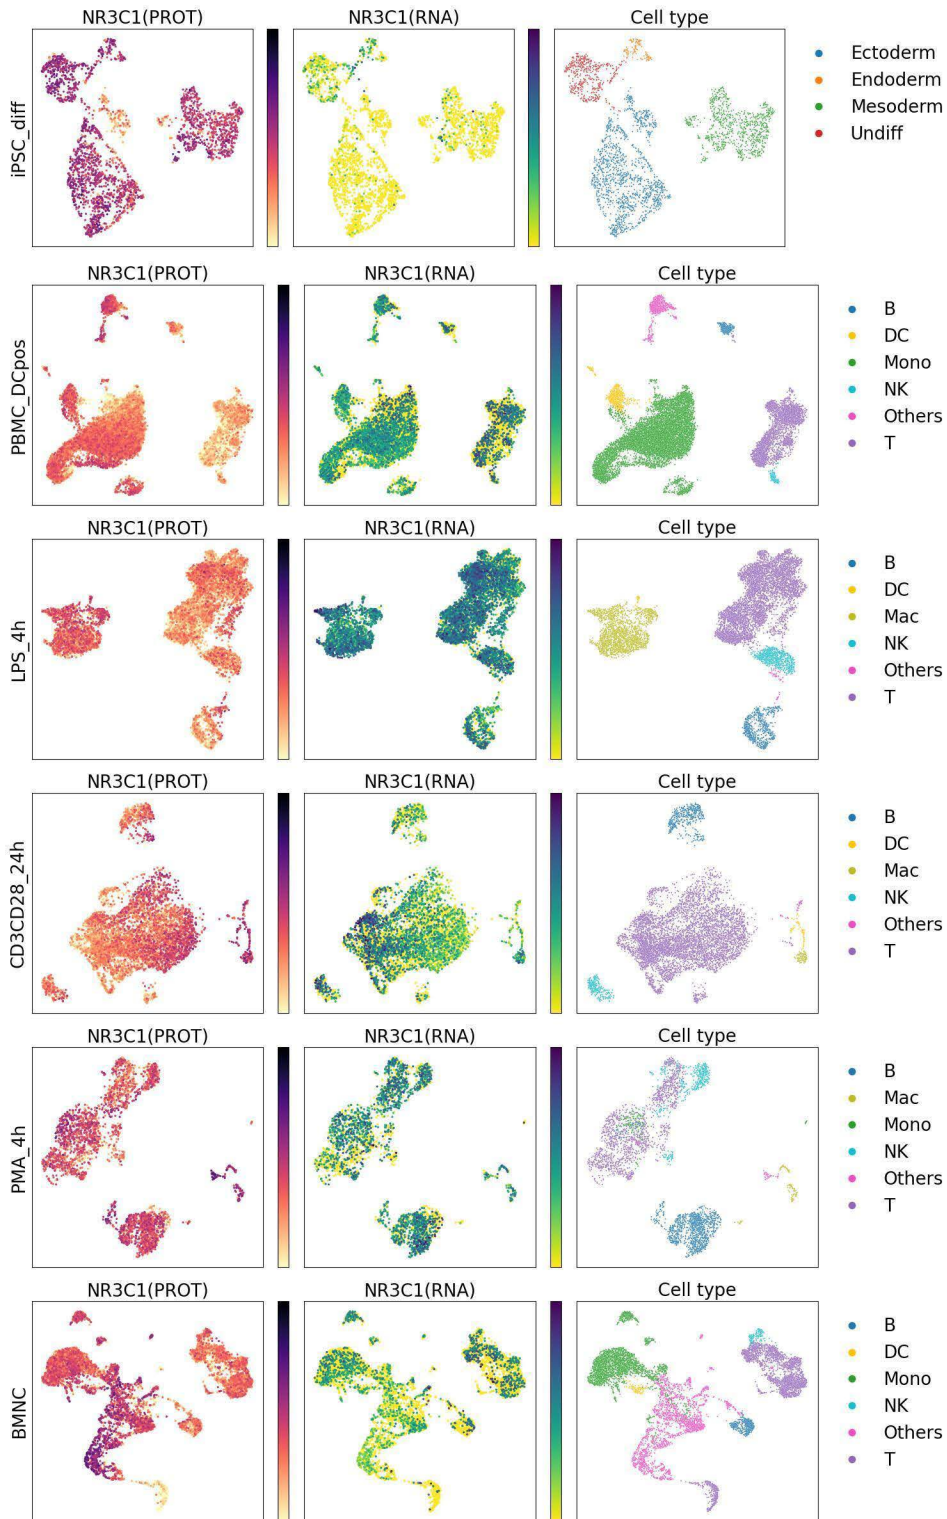 NR3C1(PROT) NR3C1(RNA) Cell type
iPSC_diff
Ectoderm
Endoderm
Mesoderm
Undiff
NR3C1(PROT) NR3C1(RNA) Cell type
PBMC_DCpos
B
DC
Mono
NK
Others
T
NR3C1(PROT) NR3C1(RNA) Cell type
LPS_4h
B
DC
Mac
NK
Others
T
NR3C1(PROT) NR3C1(RNA) Cell type
CD3CD28_24h
B
DC
Mac
NK
Others
T
NR3C1(PROT) NR3C1(RNA) Cell type
PMA_4h
B
Mac
Mono
NK
Others
T
NR3C1(PROT) NR3C1(RNA) Cell type
BMNC
B
DC
Mono
NK
Others
T